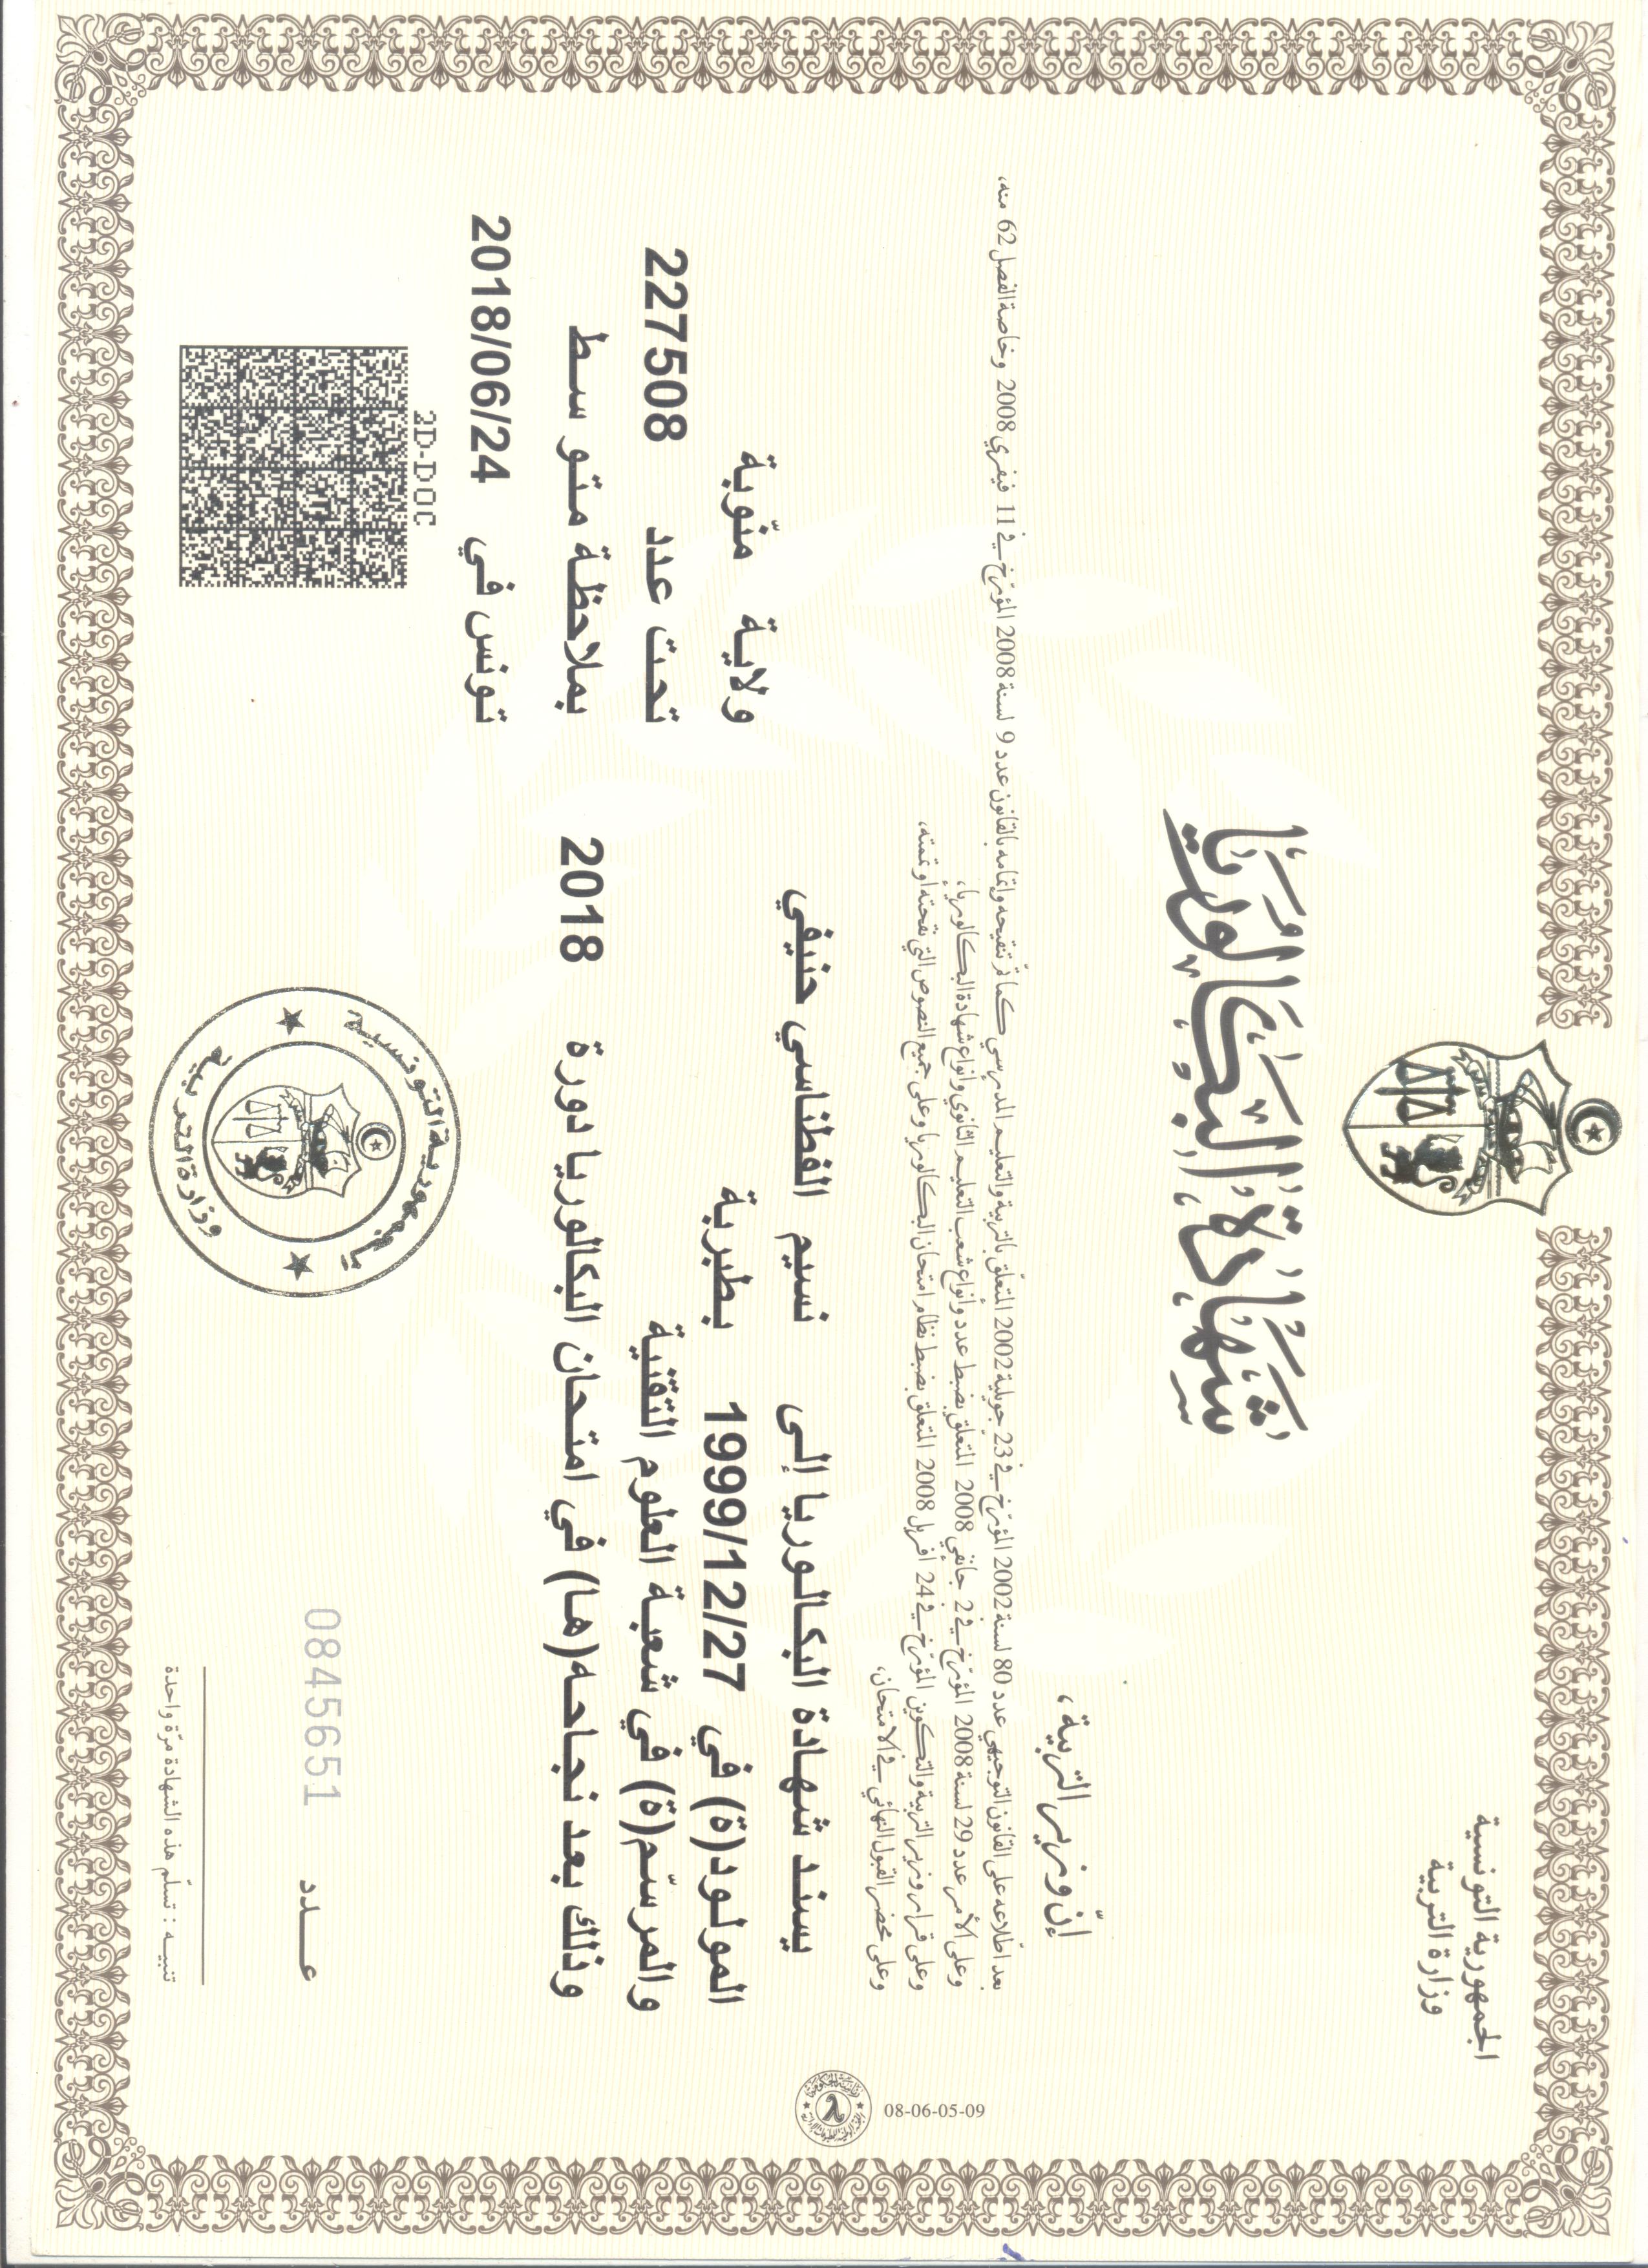 الجمهورية التونسية
وزارة التربية
شَهَادَة البَكَالُورِيَا
إنّ وزير التربية،
بعد اطّلاعه على القانون التوجيهي عدد 80 لسنة 2002 المؤرّخ في 23 جويلية 2002 المتعلّق بالتربية والتعليم المدرسي كما تمّ تنقيحه وإتمامه بالقانون عدد 9 لسنة 2008 المؤرّخ في 11 فيفري 2008 وخاصة الفصل 62 منه،
وعلى الأمر عدد 29 لسنة 2008 المؤرّخ في 2 جانفي 2008 المتعلّق بضبط عدد وأنواع شعب التعليم الثانوي وأنواع شهادة البكالوريا،
وعلى قرار وزير التربية والتكوين المؤرّخ في 24 أفريل 2008 المتعلّق بضبط نظام امتحان البكالوريا وعلى جميع النصوص التي نقحته أو تممته،
وعلى محضر القبول النهائي في الامتحان،
08-06-05-09
يسند شهادة البكالوريا إلى نسيم الفطناسي حنيفي
المولود(ة) في 1999/12/27 بطبربة ولاية منّوبة
والمرسّم(ة) في شعبة العلوم التقنية تحت عدد 227508
وذلك بعد نجاحه(ها) في امتحان البكالوريا دورة 2018 بملاحظة متوسط
تونس في 2018/06/24
2D-DOC
الجمهورية التونسية
وزارة التربية
عدد 0845651
تنبيه : تسلّم هذه الشهادة مرّة واحدة